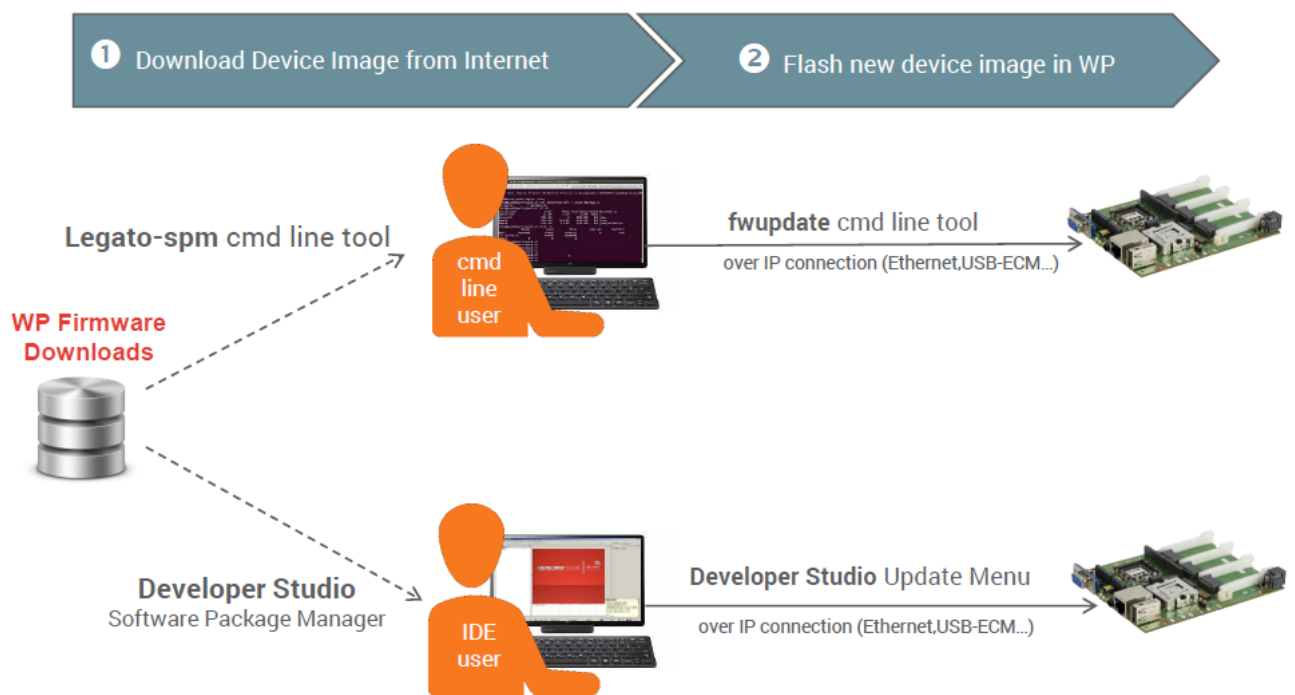 1 Download Device Image from Internet
2 Flash new device image in WP
Legato-spm cmd line tool
cmd
line
user
fwupdate cmd line tool
over IP connection (Ethernet,USB-ECM...)
WP Firmware
Downloads
Developer Studio
Software Package Manager
IDE
user
Developer Studio Update Menu
over IP connection (Ethernet,USB-ECM...)